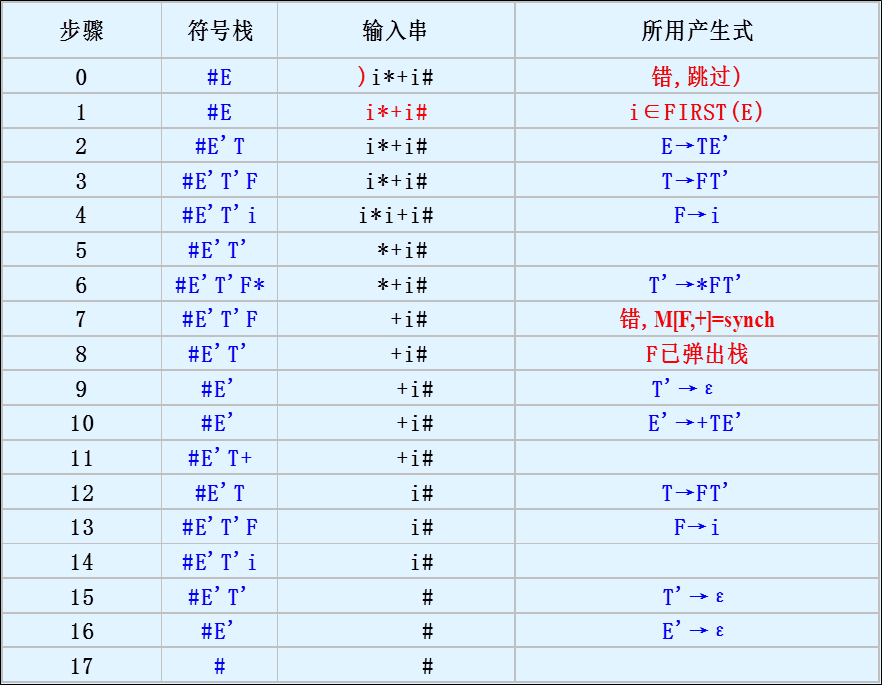 步骤 符号栈 输入串 所用产生式
0 #E )i*+i# 错,跳过)
1 #E i*+i# i∈FIRST(E)
2 #E'T i*+i# E→TE'
3 #E'T'F i*+i# T→FT'
4 #E'T'i i*i+i# F→i
5 #E'T' *+i#
6 #E'T'F* *+i# T'→*FT'
7 #E'T'F +i# 错,M[F,+]=synch
8 #E'T' +i# F已弹出栈
9 #E' +i# T'→ε
10 #E' +i# E'→+TE'
11 #E'T+ +i#
12 #E'T i# T→FT'
13 #E'T'F i# F→i
14 #E'T'i i#
15 #E'T' # T'→ε
16 #E' # E'→ε
17 # #